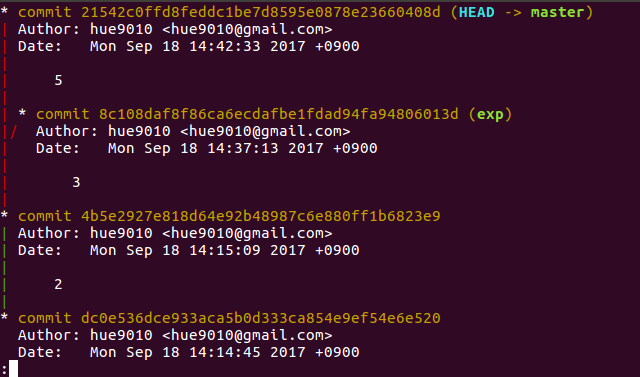 * commit 21542c0ffd8feddc1be7d8595e0878e23660408d (HEAD -> master)
| Author: hue9010 <hue9010@gmail.com>
| Date:   Mon Sep 18 14:42:33 2017 +0900
|
|     5
|
| * commit 8c108daf8f86ca6ecdafbe1fdad94fa94806013d (exp)
|/  Author: hue9010 <hue9010@gmail.com>
|   Date:   Mon Sep 18 14:37:13 2017 +0900
|
|       3
|
* commit 4b5e2927e818d64e92b48987c6e880ff1b6823e9
| Author: hue9010 <hue9010@gmail.com>
| Date:   Mon Sep 18 14:15:09 2017 +0900
|
|     2
|
* commit dc0e536dce933aca5b0d333ca854e9ef54e6e520
  Author: hue9010 <hue9010@gmail.com>
  Date:   Mon Sep 18 14:14:45 2017 +0900
: